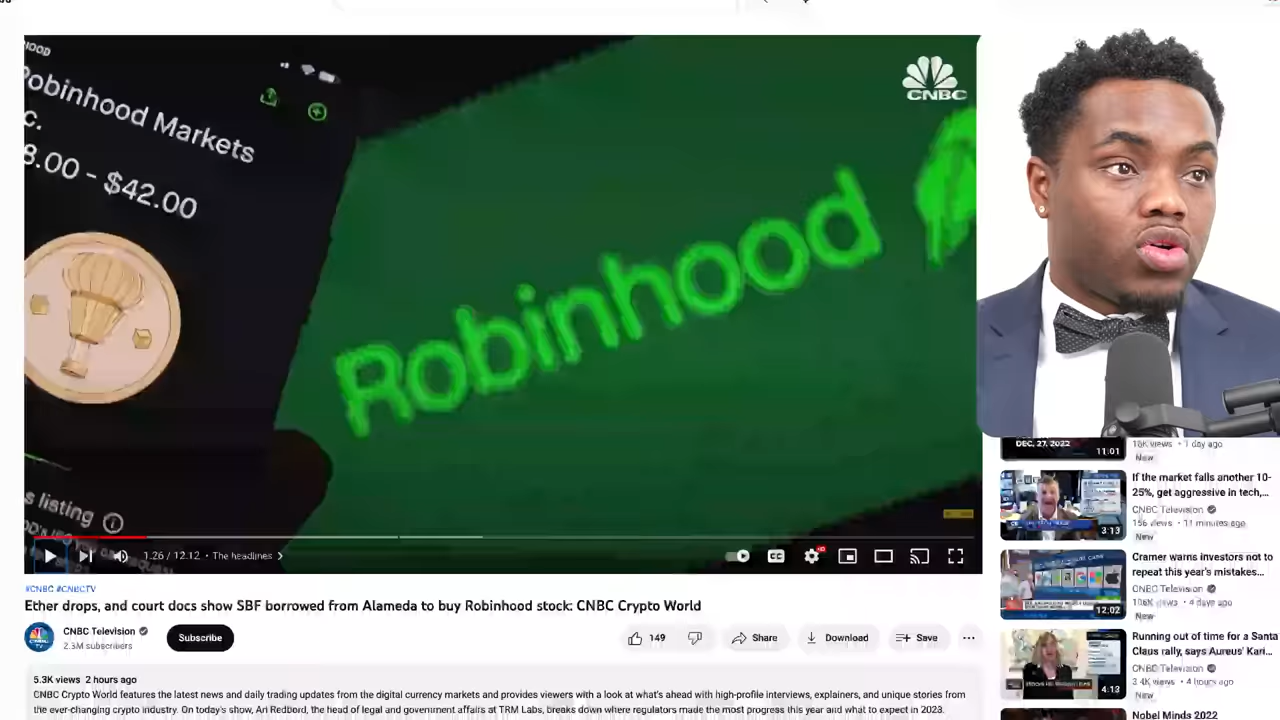 CNBC
Robinhood Markets
$42.00
Robinhood
s listing
1:26 / 12:12 • The headlines
CC
#CNBC #CNBCTV
Ether drops, and court docs show SBF borrowed from Alameda to buy Robinhood stock: CNBC Crypto World
CNBC Television
2.3M subscribers
Subscribe
149
Share
Download
Save
5.3K views 2 hours ago
CNBC Crypto World features the latest news and daily trading updates from the digital currency markets and provides viewers with a look at what's ahead with high-profile interviews, explainers, and unique stories from
the ever-changing crypto industry. On today's show, Ari Redbord, the head of legal and government affairs at TRM Labs, breaks down where regulators made the most progress this year and what to expect in 2023.
DEC. 27, 2022
11:01
18K views • 1 day ago
New
If the market falls another 10-
25%, get aggressive in tech,...
CNBC Television
156 views • 11 minutes ago
New
3:13
Cramer warns investors not to
repeat this year's mistakes...
CNBC Television
106K views • 4 days ago
New
12:02
Running out of time for a Santa
Claus rally, says Aureus' Kari...
CNBC Television
3.4K views • 4 hours ago
New
4:13
Nobel Minds 2022